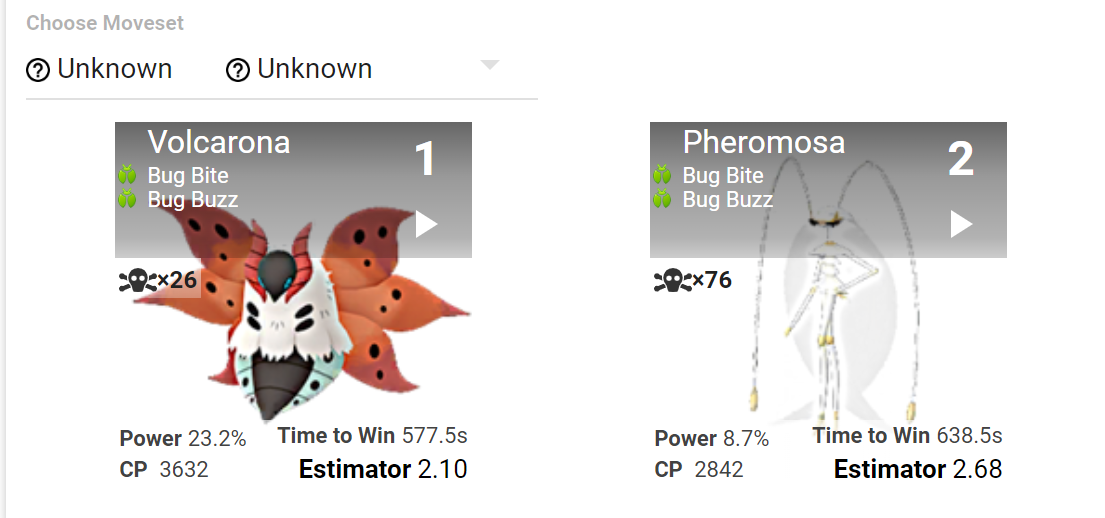 Choose Moveset
Unknown Unknown
Volcarona 1
Bug Bite
Bug Buzz
×26
Power 23.2% Time to Win 577.5s
CP 3632 Estimator 2.10
Pheromosa 2
Bug Bite
Bug Buzz
×76
Power 8.7% Time to Win 638.5s
CP 2842 Estimator 2.68